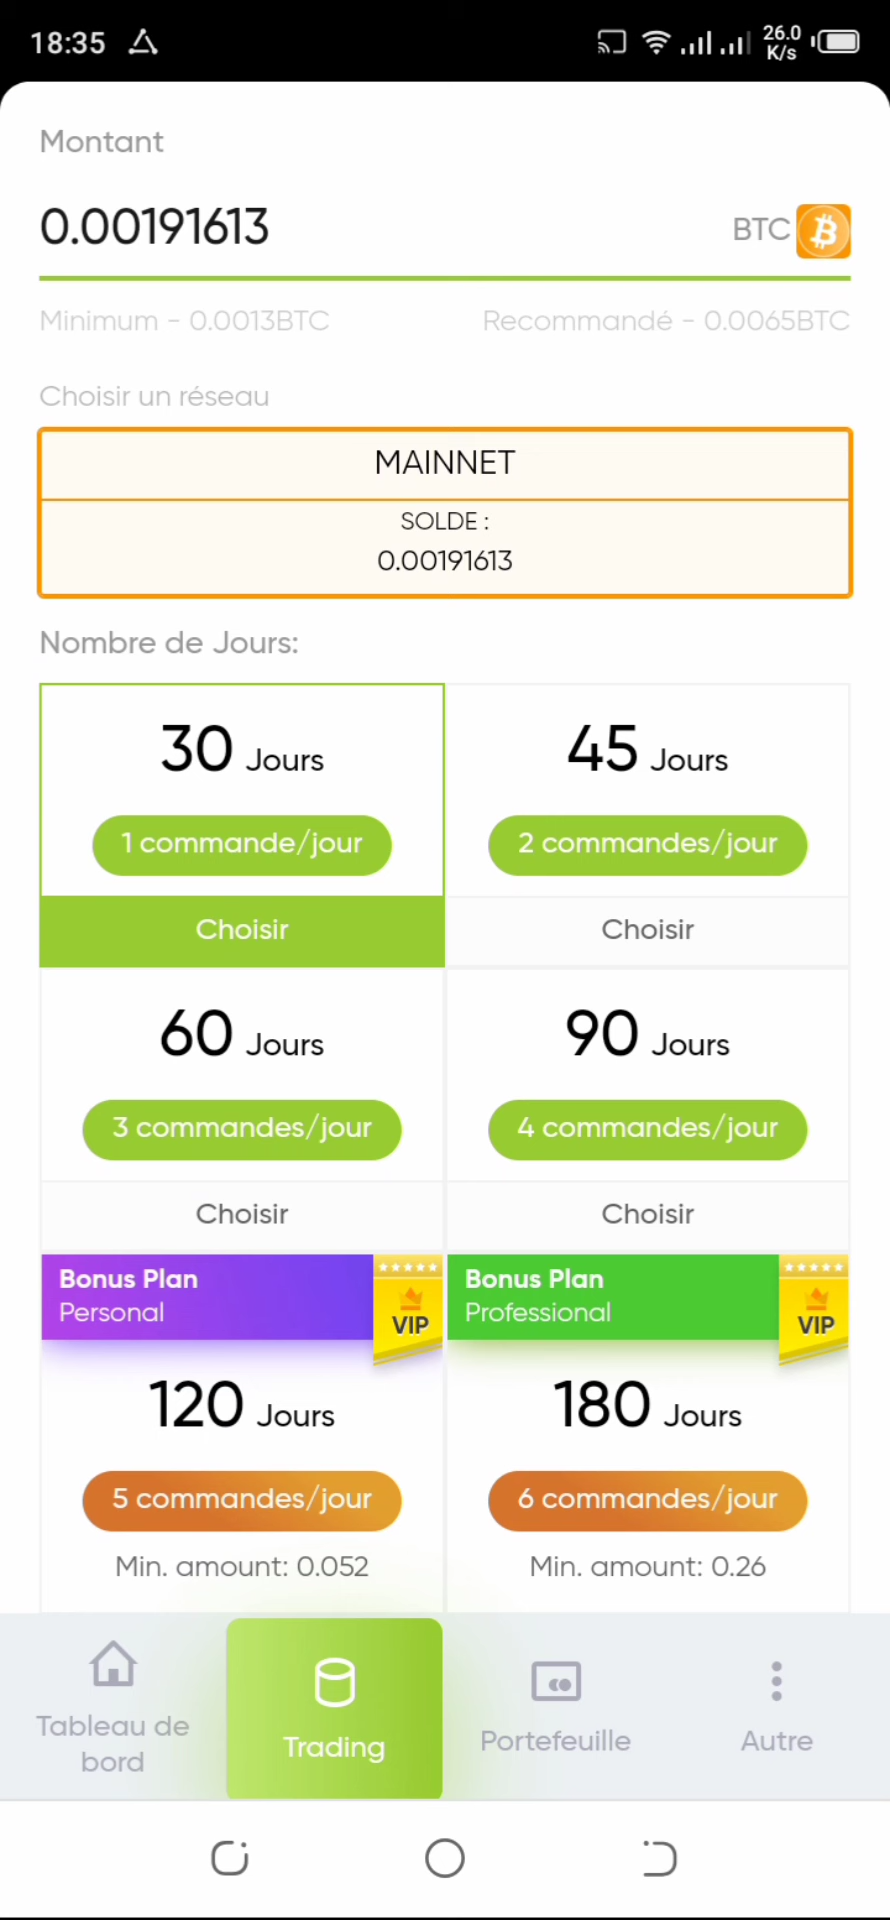 18:35
26.0
K/s
Montant
0.00191613
BTC
Minimum - 0.0013BTC
Recommandé - 0.0065BTC
Choisir un réseau
MAINNET
SOLDE :
0.00191613
Nombre de Jours:
30 Jours
45 Jours
1 commande/jour
2 commandes/jour
Choisir
Choisir
60 Jours
90 Jours
3 commandes/jour
4 commandes/jour
Choisir
Choisir
Bonus Plan
Personal
VIP
Bonus Plan
Professional
VIP
120 Jours
180 Jours
5 commandes/jour
6 commandes/jour
Min. amount: 0.052
Min. amount: 0.26
Tableau de
bord
Trading
Portefeuille
Autre